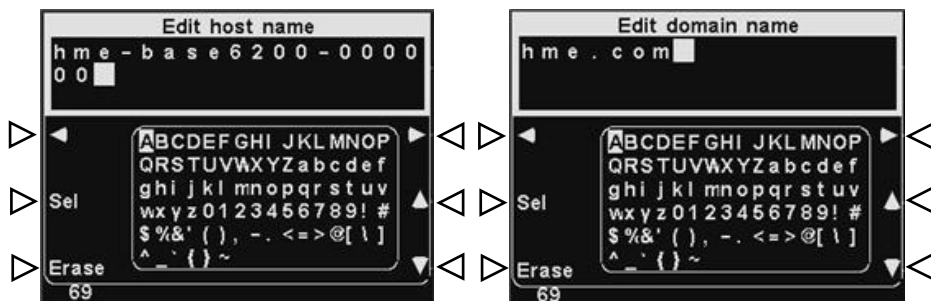 Edit host name
hme-base6200-0000
00
ABCDEFGHIJKLMNOP
QRSTUVWXYZabcdef
ghijklmnopqrstuv
wxyz0123456789!#
$%&'(),-.<=>@[\]
^_`{}~
Sel
Erase
69
Edit domain name
hme.com
ABCDEFGHIJKLMNOP
QRSTUVWXYZabcdef
ghijklmnopqrstuv
wxyz0123456789!#
$%&'(),-.<=>@[\]
^_`{}~
Sel
Erase
69